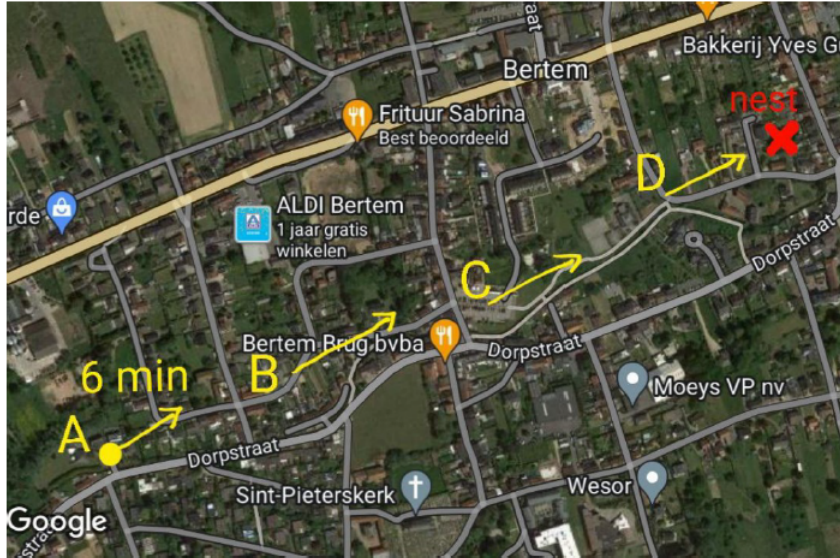 Bakkerij Yves G
Bertem
nest
Frituur Sabrina
Best beoordeeld
D
rde
ALDI Bertem
1 jaar gratis
winkelen
C
Dorpstraat
Bertem Brug bvba
Dorpstraat
B
6 min
Moeys VP nv
A
Dorpstraat
Sint-Pieterskerk
Wesor
Google
rpstraat